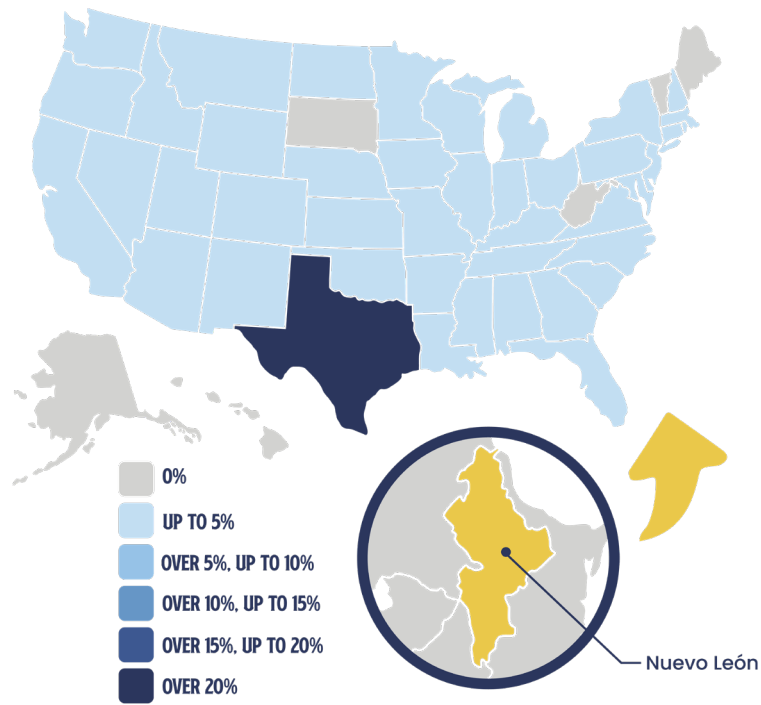 0%
UP TO 5%
OVER 5%, UP TO 10%
OVER 10%, UP TO 15%
OVER 15%, UP TO 20%
OVER 20%
Nuevo León